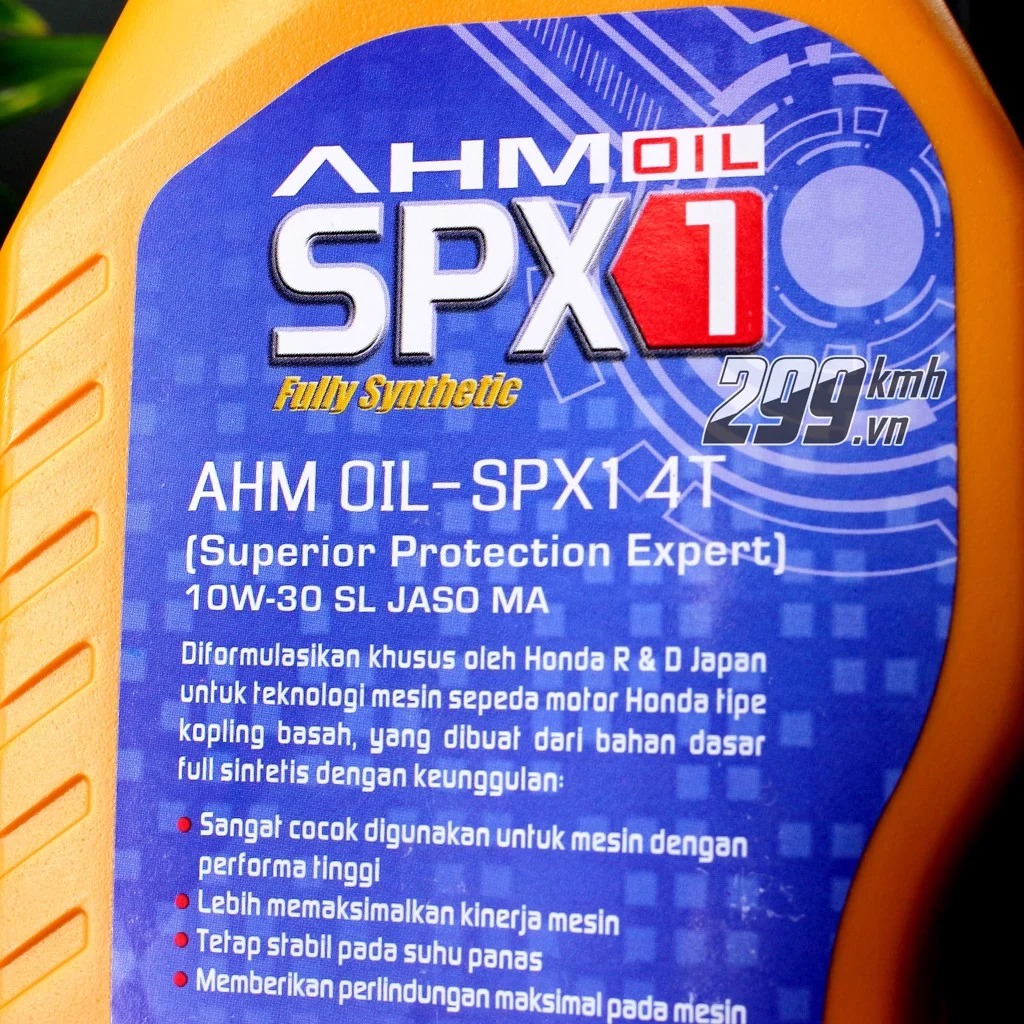 AHM OIL
SPX1
Fully Synthetic
299 kmh
.vn
AHM OIL-SPX1 4T
(Superior Protection Expert)
10W-30 SL JASO MA
Diformulasikan khusus oleh Honda R & D Japan
untuk teknologi mesin sepeda motor Honda tipe
kopling basah, yang dibuat dari bahan dasar
full sintetis dengan keunggulan:
• Sangat cocok digunakan untuk mesin dengan
performa tinggi
• Lebih memaksimalkan kinerja mesin
• Tetap stabil pada suhu panas
• Memberikan perlindungan maksimal pada mesin